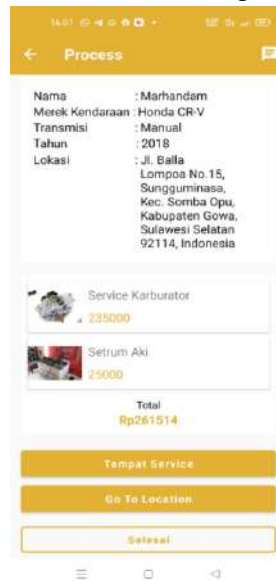 14.01
Process
Nama : Marhandam
Merek Kendaraan : Honda CR-V
Transmisi : Manual
Tahun : 2018
Lokasi : Jl. Balla
Lompoa No.15,
Sungguminasa,
Kec. Somba Opu,
Kabupaten Gowa,
Sulawesi Selatan
92114, Indonesia
Service Karburator
235000
Setrum Aki
25000
Total
Rp261514
Tempat Service
Go To Location
Selesai